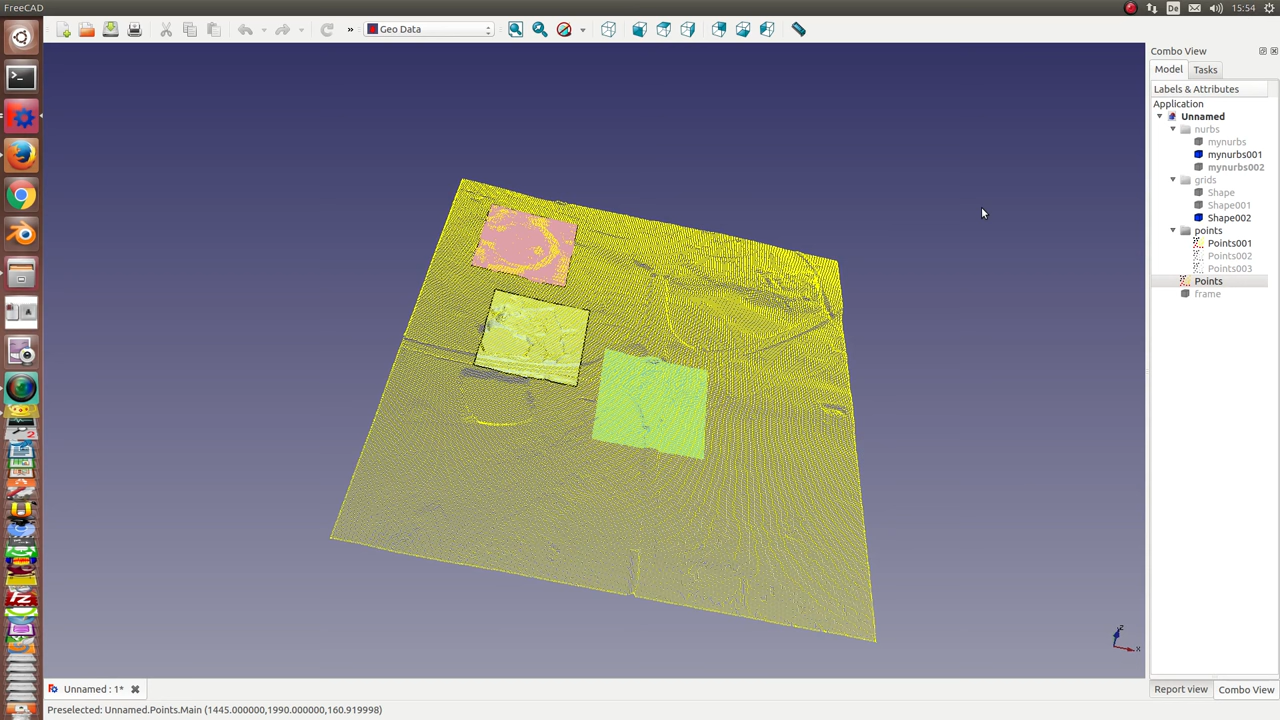 FreeCAD
De
15:54
»
Geo Data
Combo View
Model
Tasks
Labels & Attributes
Application
Unnamed
nurbs
mynurbs
mynurbs001
mynurbs002
grids
Shape
Shape001
Shape002
points
Points001
Points002
Points003
Points
frame
x
Unnamed : 1*
Report view
Combo View
Preselected: Unnamed.Points.Main (1445.000000,1990.000000,160.919998)